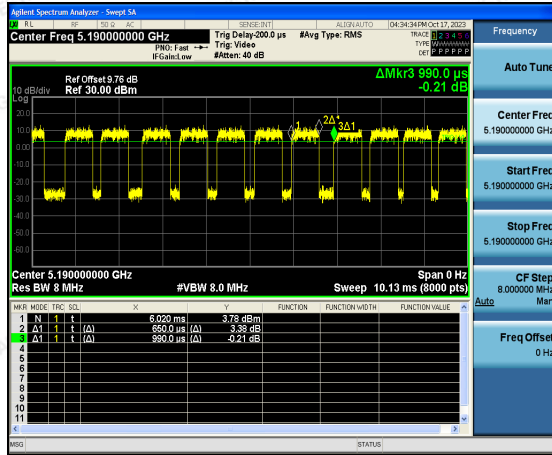 Agilent Spectrum Analyzer - Swept SA
RL RF 50 Ω AC SENSE:INT ALIGN AUTO 04:34:34 PM Oct 17, 2023
Center Freq 5.190000000 GHz Trig Delay-200.0 µs #Avg Type: RMS TRACE 1 2 3 4 5 6 Frequency
PNO: Fast Trig: Video TYPE WWWWWW
IFGain:Low #Atten: 40 dB DET P P P P P P
Auto Tune
ΔMkr3 990.0 µs
Ref Offset 9.76 dB
10 dB/div Ref 30.00 dBm -0.21 dB
Log
20.0
10.0 1 2Δ1 3Δ1
0.00
-10.0
-20.0
-30.0
-40.0
-50.0
-60.0
Center Freq
5.190000000 GHz
Start Freq
5.190000000 GHz
Stop Freq
5.190000000 GHz
Center 5.190000000 GHz Span 0 Hz
Res BW 8 MHz #VBW 8.0 MHz Sweep 10.13 ms (8000 pts)
CF Step
8.000000 MHz
Auto Man
MKR MODE TRC SCL X Y FUNCTION FUNCTION WIDTH FUNCTION VALUE
1 N 1 t 6.020 ms 3.78 dBm
2 Δ1 1 t (Δ) 650.0 µs (Δ) 3.38 dB
3 Δ1 1 t (Δ) 990.0 µs (Δ) -0.21 dB
4
5
6
7
8
9
10
11
Freq Offset
0 Hz
MSG STATUS